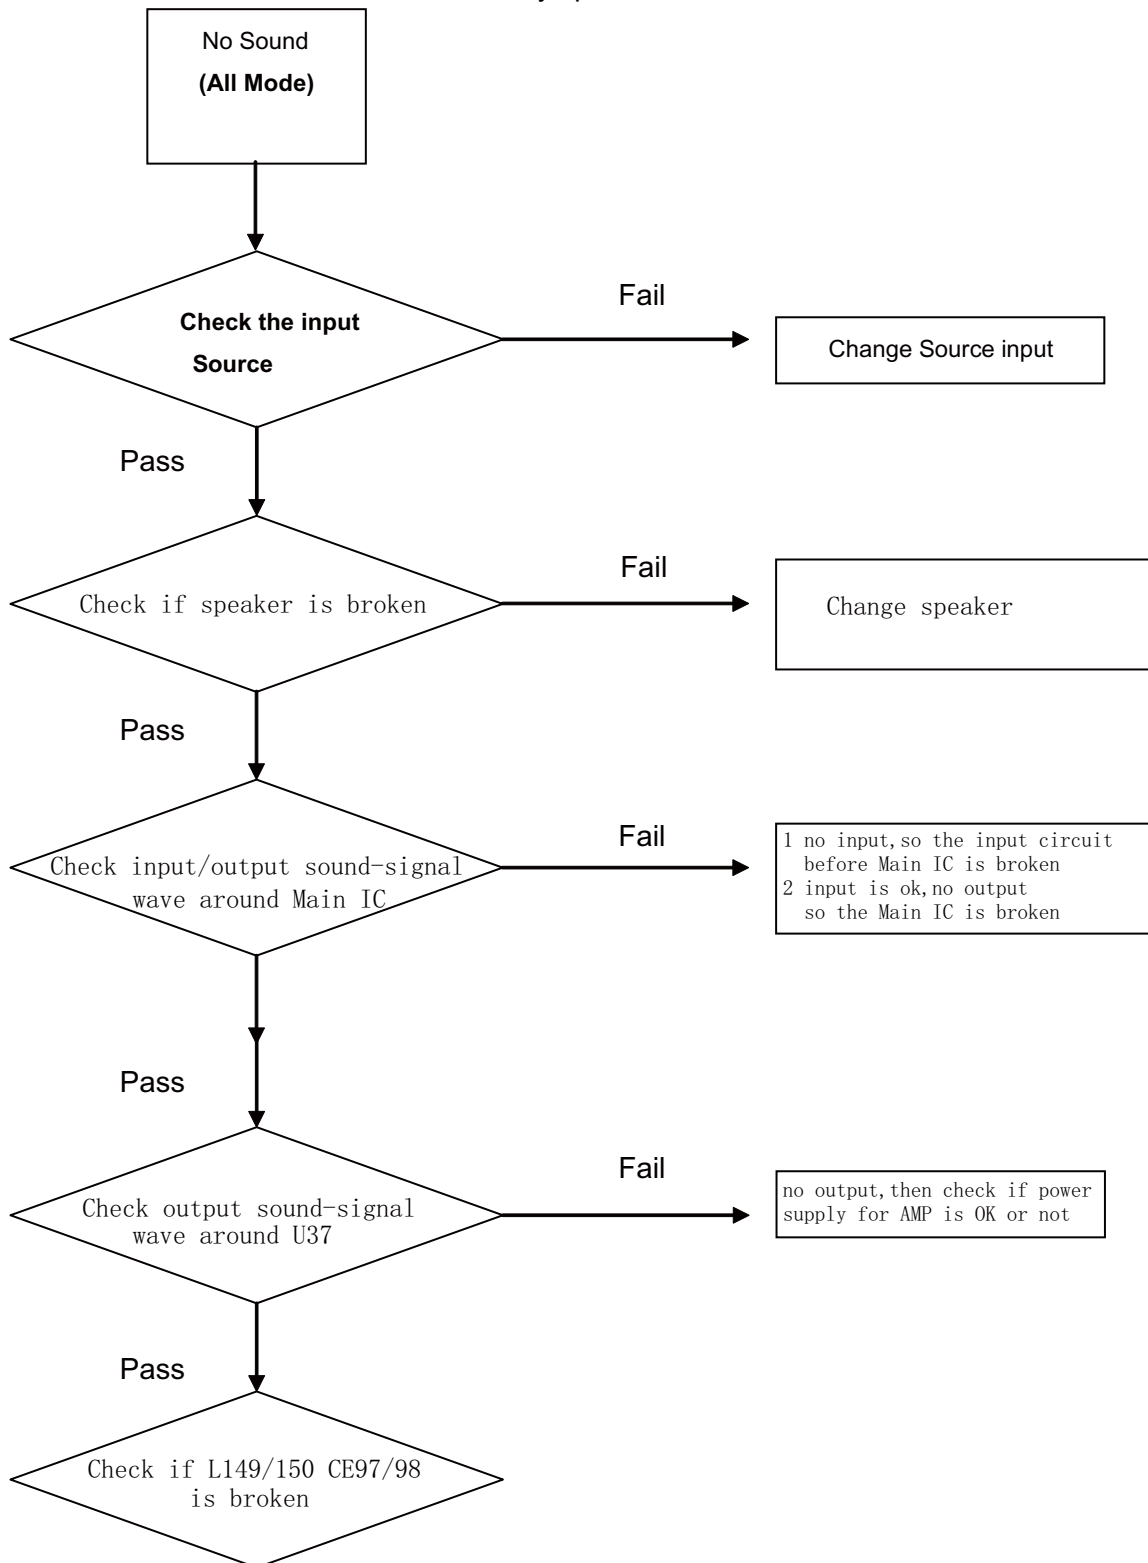 No Sound
(All Mode)
Check the input
Source
Fail
Change Source input
Pass
Check if speaker is broken
Fail
Change speaker
Pass
Check input/output sound-signal
wave around Main IC
Fail
1 no input,so the input circuit
before Main IC is broken
2 input is ok,no output
so the Main IC is broken
Pass
Check output sound-signal
wave around U37
Fail
no output,then check if power
supply for AMP is OK or not
Pass
Check if L149/150 CE97/98
is broken